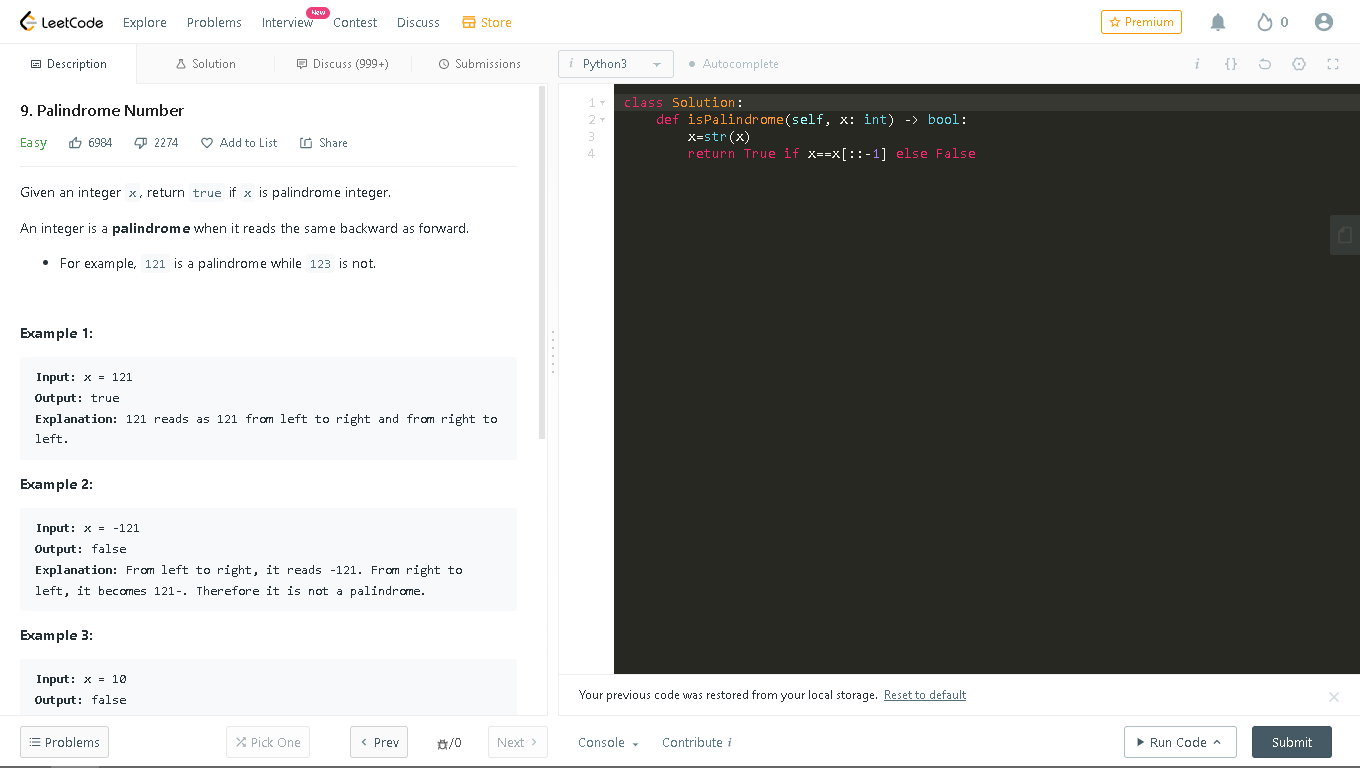 LeetCode Explore Problems Interview New Contest Discuss Store Premium 0
Description Solution Discuss (999+) Submissions
i Python3 Autocomplete i {}
9. Palindrome Number
Easy 6984 2274 Add to List Share
Given an integer x, return true if x is palindrome integer.
An integer is a palindrome when it reads the same backward as forward.
• For example, 121 is a palindrome while 123 is not.
Example 1:
Input: x = 121
Output: true
Explanation: 121 reads as 121 from left to right and from right to
left.
Example 2:
Input: x = -121
Output: false
Explanation: From left to right, it reads -121. From right to
left, it becomes 121-. Therefore it is not a palindrome.
Example 3:
Input: x = 10
Output: false
1 class Solution:
2 def isPalindrome(self, x: int) -> bool:
3 x=str(x)
4 return True if x==x[::-1] else False
Your previous code was restored from your local storage. Reset to default
Problems Pick One Prev /0 Next Console Contribute i Run Code Submit